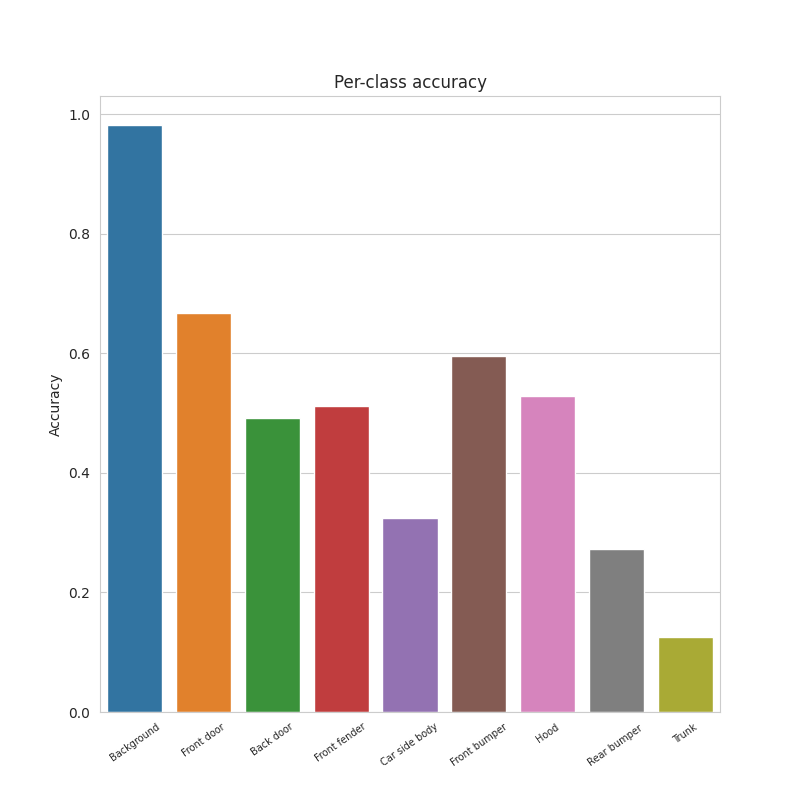 Per-class accuracy
Accuracy
1.0
0.8
0.6
0.4
0.2
0.0
Background
Front door
Back door
Front fender
Car side body
Front bumper
Hood
Rear bumper
Trunk